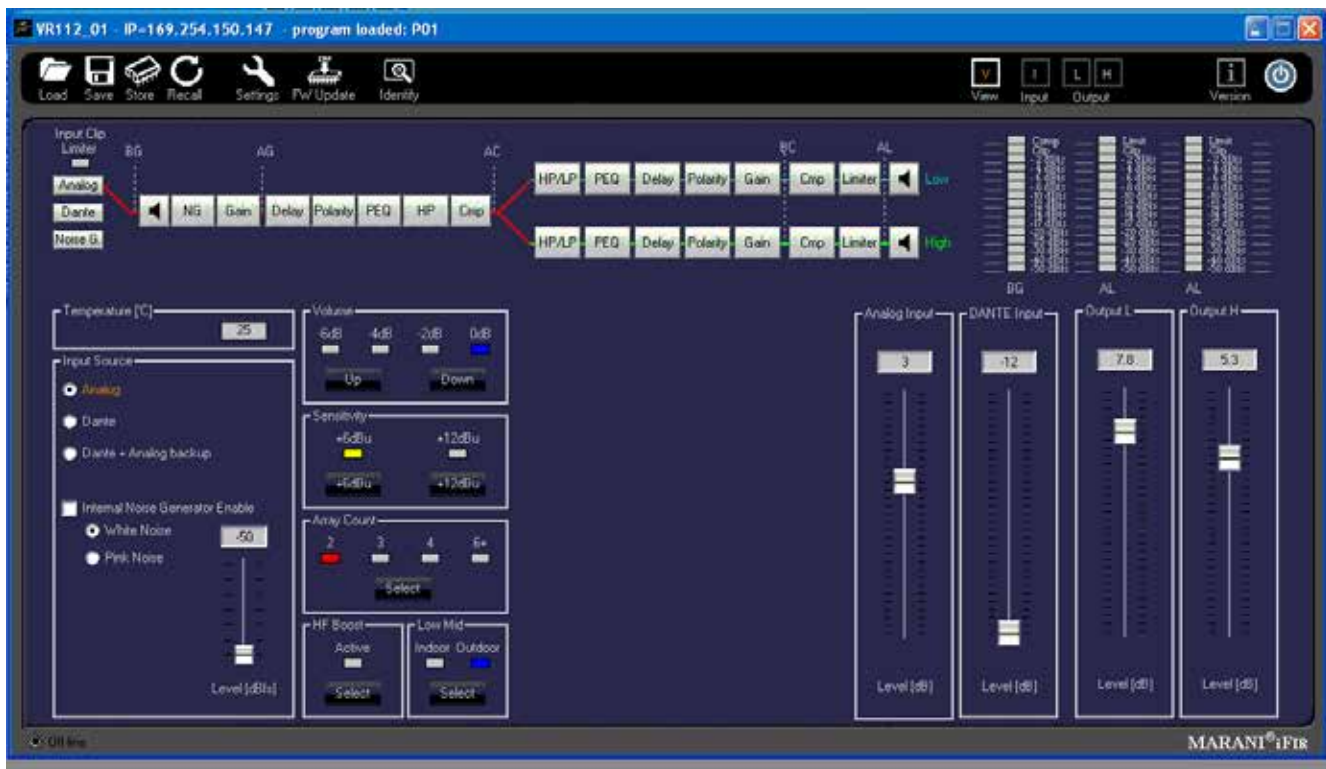 VR112_01 - IP=169.254.150.147 - program loaded: P01
Load Save Store Recall Settings FW Update Identify View Input Output Version
V I L H i
Input Clip
Limiter
BG AG AC BC AL
Analog
Dante
Noise G.
NG Gain Delay Polarity PEQ HP Cmp
HP/LP PEQ Delay Polarity Gain Cmp Limiter Low
HP/LP PEQ Delay Polarity Gain Cmp Limiter High
Comp Limit Limit
Clip Clip Clip
BG AL AL
Temperature [°C]
25
Input Source
Analog
Dante
Dante + Analog backup
Internal Noise Generator Enable
White Noise
Pink Noise
-50
Level [dBfs]
Volume
-6dB -4dB -2dB 0dB
Up Down
Sensitivity
+6dBu +12dBu
+6dBu +12dBu
Array Count
2 3 4 6+
Select
HF Boost
Active
Select
Low Mid
Indoor Outdoor
Select
Analog Input
3
Level [dB]
DANTE Input
-12
Level [dB]
Output L
7.8
Level [dB]
Output H
5.3
Level [dB]
Off line
MARANI® iFIR